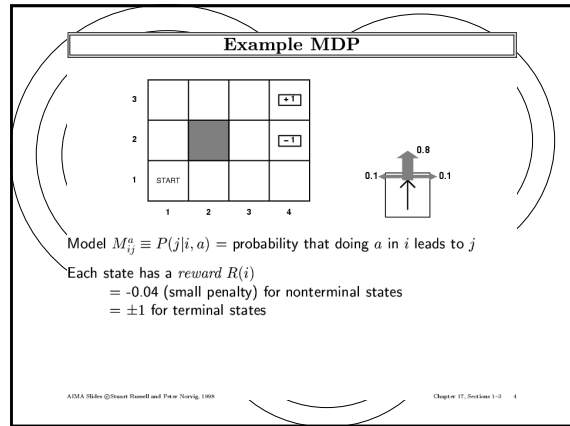 Example MDP
3
+ 1
2
– 1
1
START
1 2 3 4
0.8
0.1 0.1
Model M^a_{ij} ≡ P(j|i, a) = probability that doing a in i leads to j
Each state has a reward R(i)
= -0.04 (small penalty) for nonterminal states
= ±1 for terminal states
AIMA Slides ©Stuart Russell and Peter Norvig, 1998 Chapter 17, Sections 1–3 4